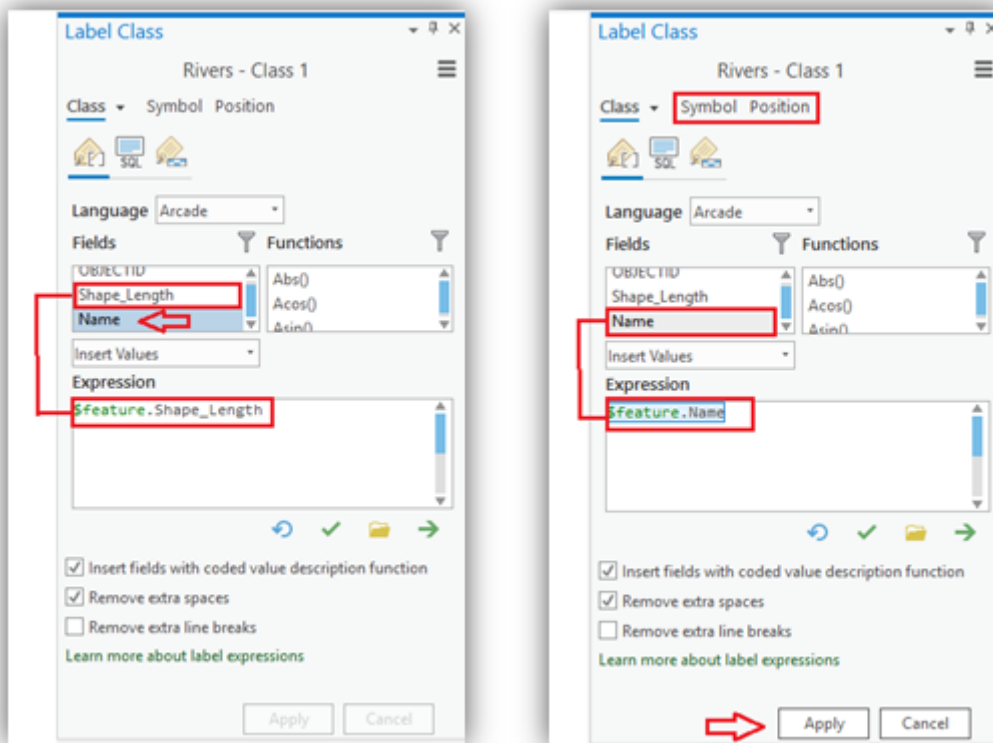 Label Class
Rivers - Class 1
Class Symbol Position
SQL
Language Arcade
Fields Functions
OBJECTID
Shape_Length
Name
Abs()
Acos()
Asin()
Insert Values
Expression
$feature.Shape_Length
Insert fields with coded value description function
Remove extra spaces
Remove extra line breaks
Learn more about label expressions
Apply Cancel
Label Class
Rivers - Class 1
Class Symbol Position
SQL
Language Arcade
Fields Functions
OBJECTID
Shape_Length
Name
Abs()
Acos()
Asin()
Insert Values
Expression
$feature.Name
Insert fields with coded value description function
Remove extra spaces
Remove extra line breaks
Learn more about label expressions
Apply Cancel